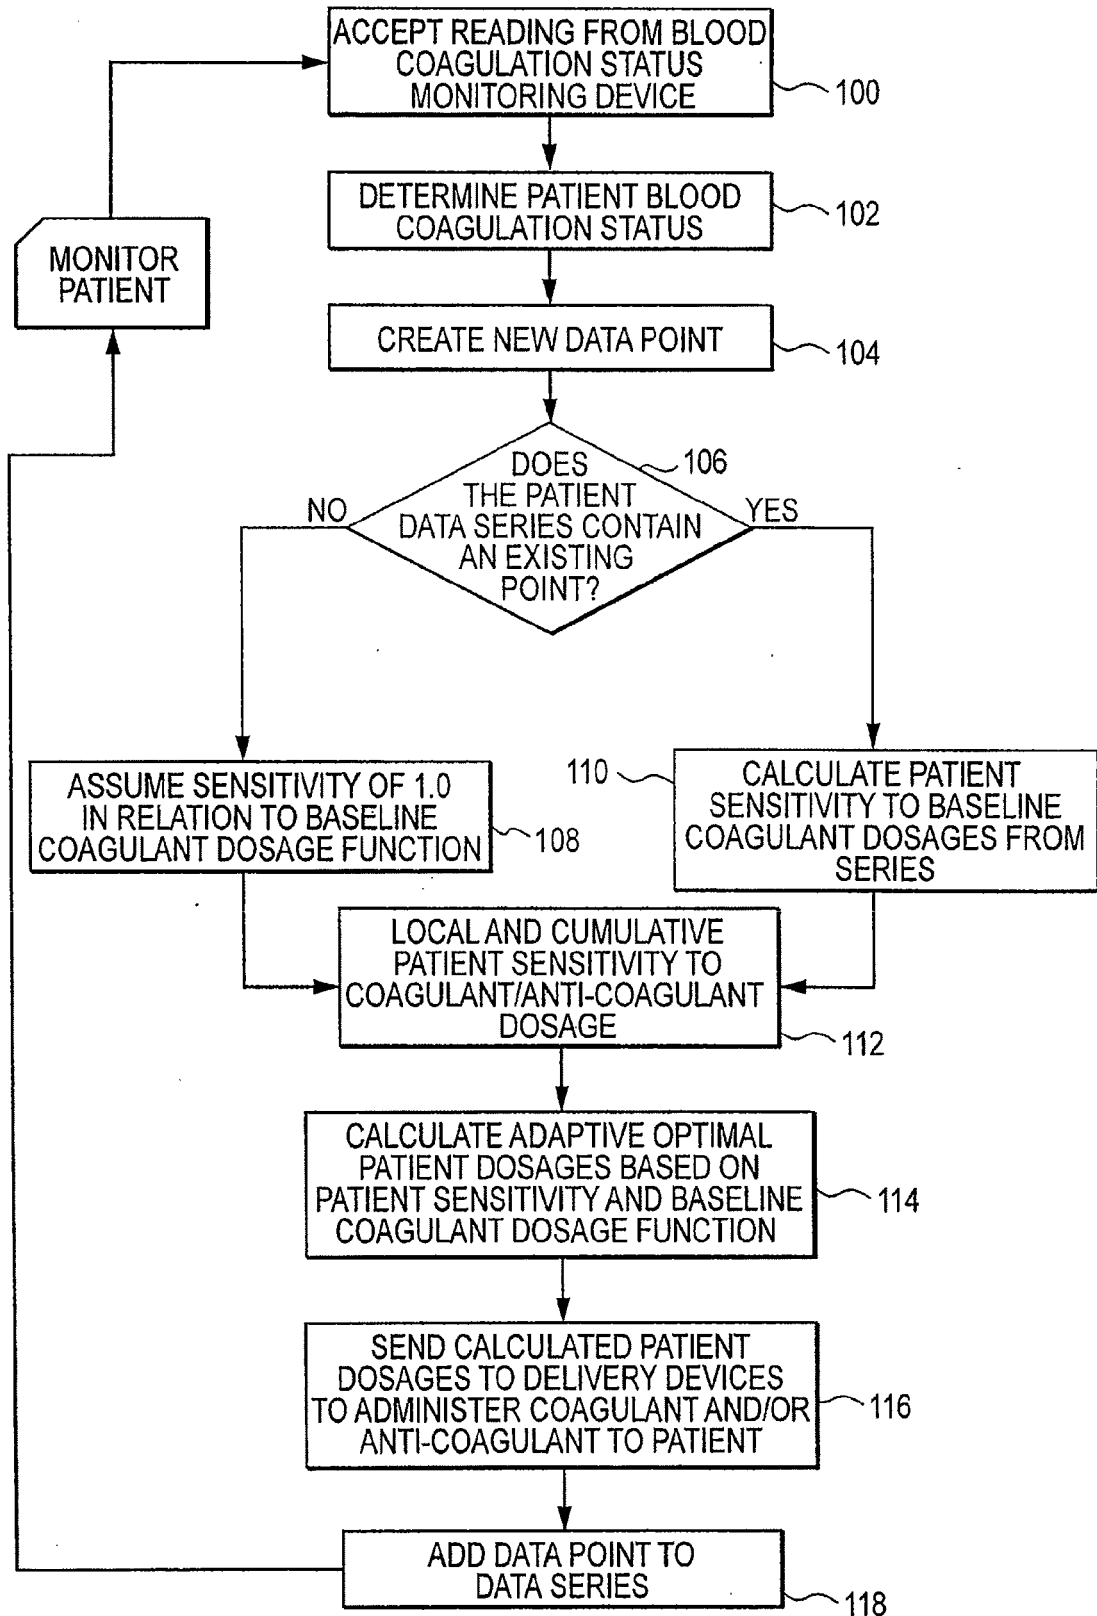 ACCEPT READING FROM BLOOD
COAGULATION STATUS
MONITORING DEVICE
100
DETERMINE PATIENT BLOOD
COAGULATION STATUS
102
MONITOR
PATIENT
CREATE NEW DATA POINT
104
DOES
THE PATIENT
DATA SERIES CONTAIN
AN EXISTING
POINT?
106
NO
YES
ASSUME SENSITIVITY OF 1.0
IN RELATION TO BASELINE
COAGULANT DOSAGE FUNCTION
108
110
CALCULATE PATIENT
SENSITIVITY TO BASELINE
COAGULANT DOSAGES FROM
SERIES
LOCAL AND CUMULATIVE
PATIENT SENSITIVITY TO
COAGULANT/ANTI-COAGULANT
DOSAGE
112
CALCULATE ADAPTIVE OPTIMAL
PATIENT DOSAGES BASED ON
PATIENT SENSITIVITY AND BASELINE
COAGULANT DOSAGE FUNCTION
114
SEND CALCULATED PATIENT
DOSAGES TO DELIVERY DEVICES
TO ADMINISTER COAGULANT AND/OR
ANTI-COAGULANT TO PATIENT
116
ADD DATA POINT TO
DATA SERIES
118